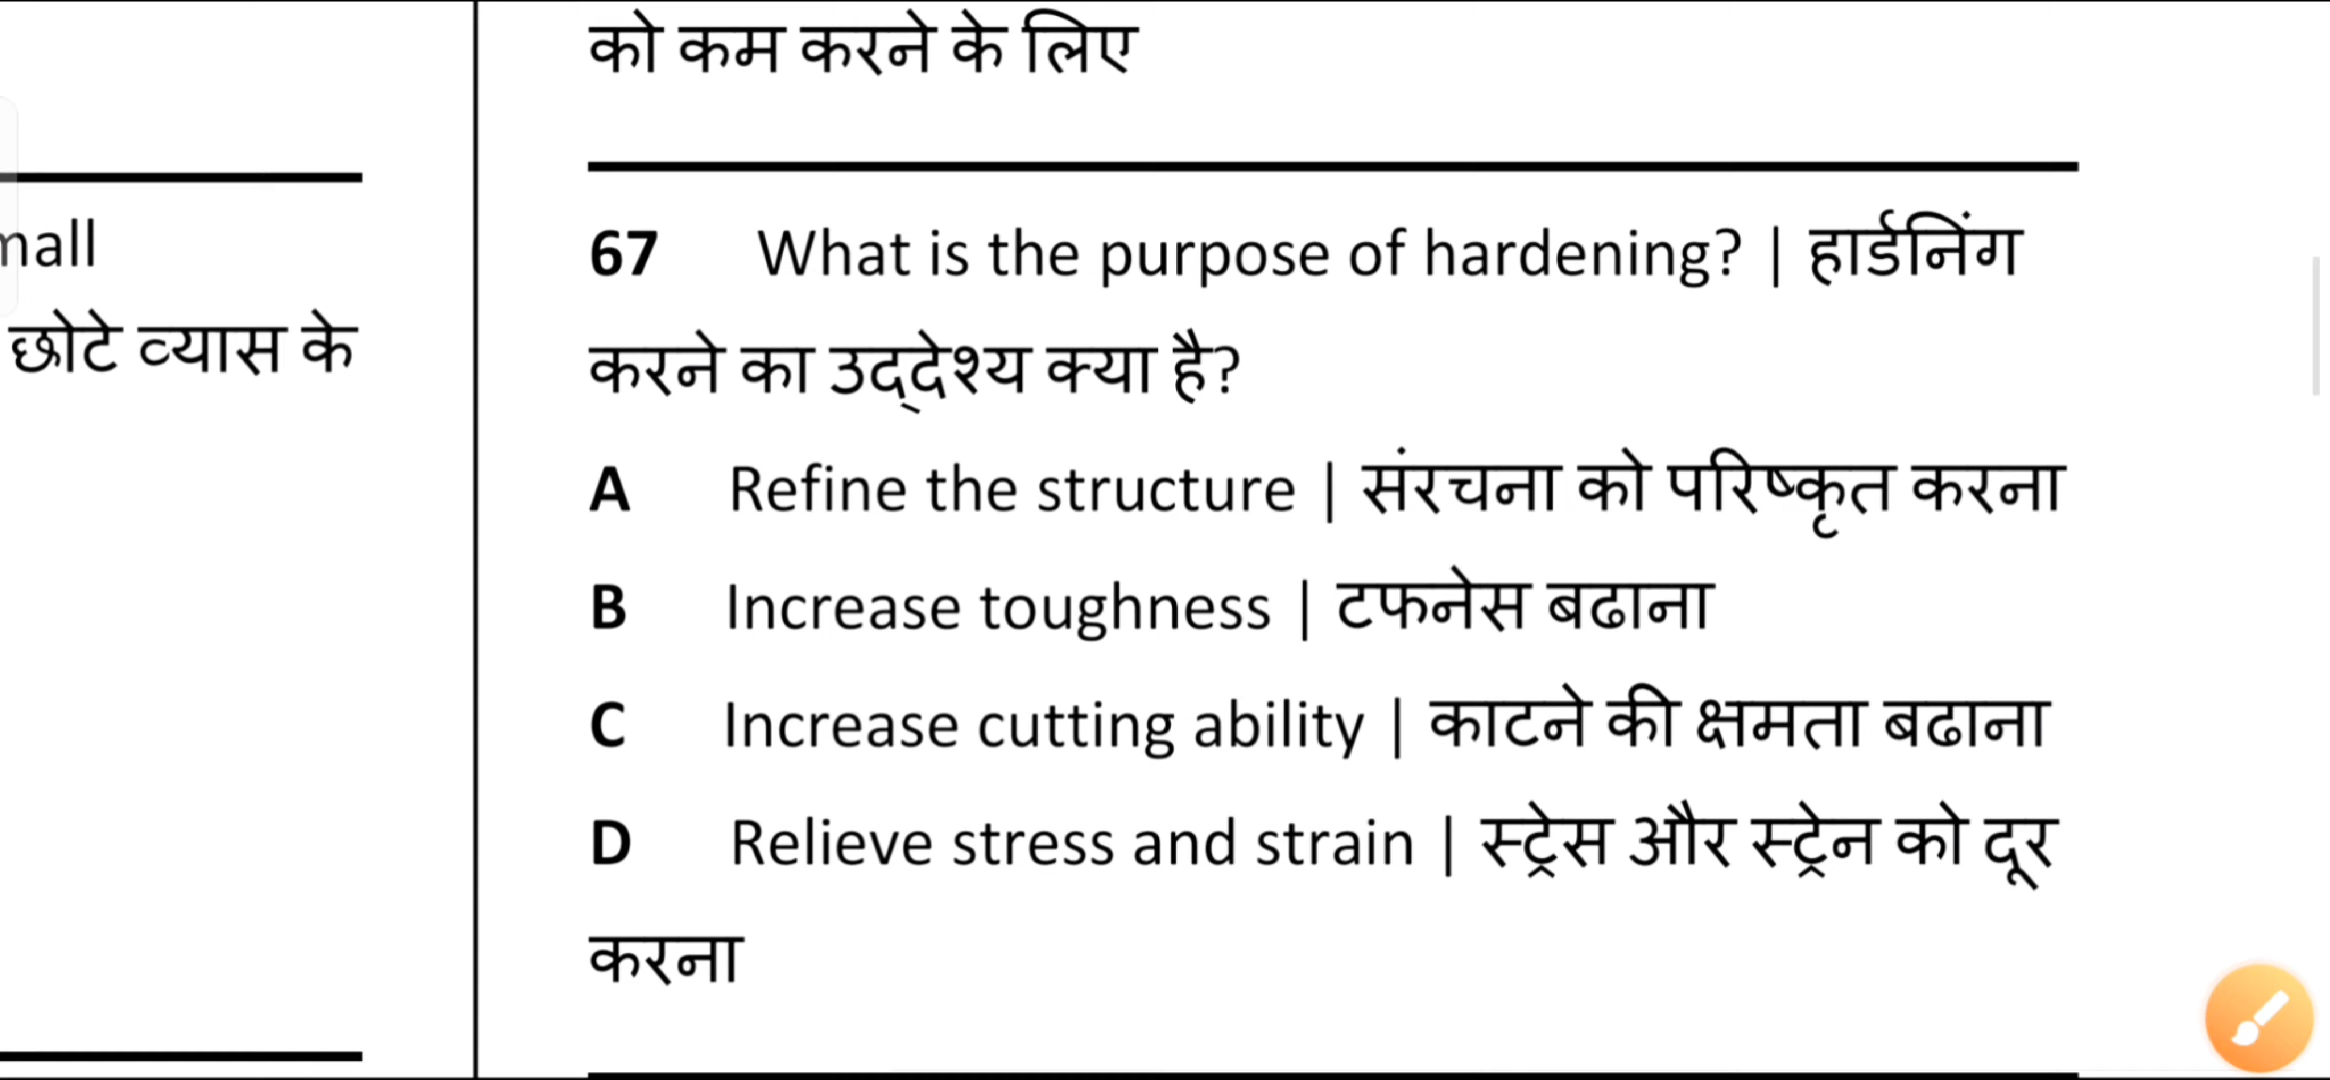 को कम करने के लिए
छोटे व्यास के
67 What is the purpose of hardening? | हार्डनिंग
करने का उद्देश्य क्या है?
A Refine the structure | संरचना को परिष्कृत करना
B Increase toughness | टफनेस बढाना
C Increase cutting ability | काटने की क्षमता बढाना
D Relieve stress and strain | स्ट्रेस और स्ट्रेन को दूर
करना